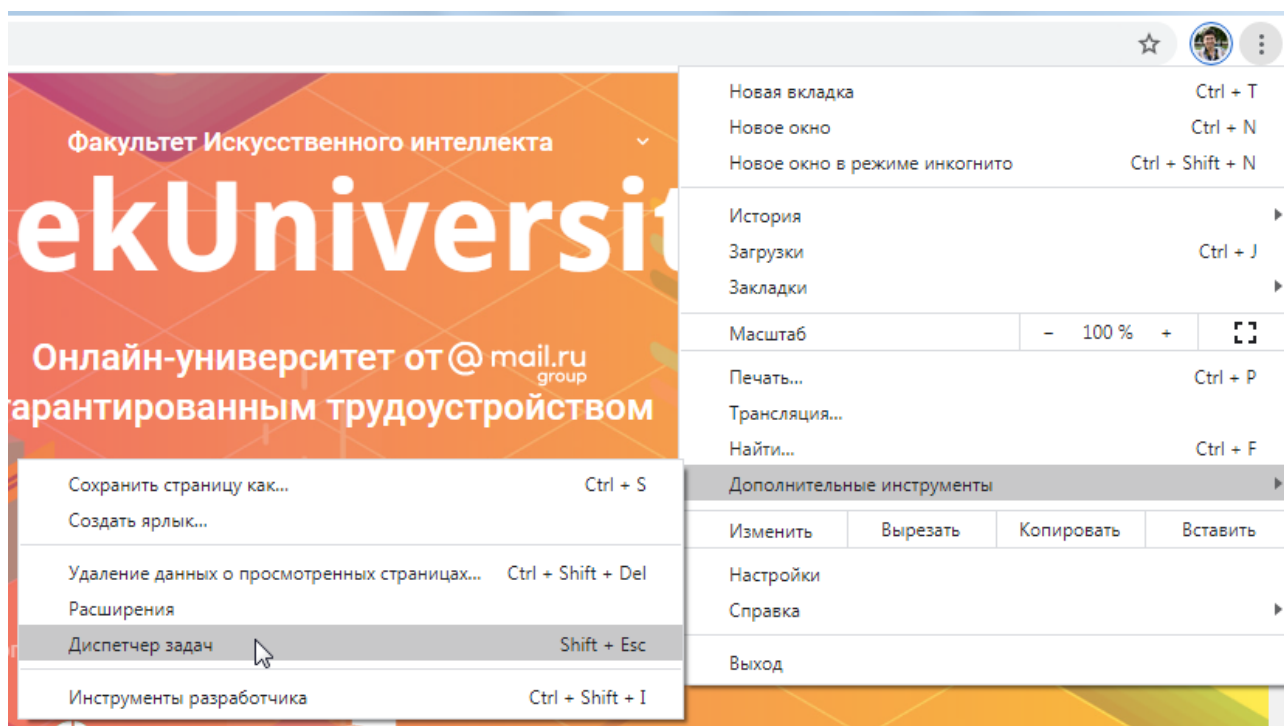 Факультет Искусственного интеллекта
ekUniversit
Онлайн-университет от @ mail.ru group
гарантированным трудоустройством
Новая вкладка Ctrl + T
Новое окно Ctrl + N
Новое окно в режиме инкогнито Ctrl + Shift + N
История
Загрузки Ctrl + J
Закладки
Масштаб - 100 % +
Печать... Ctrl + P
Трансляция...
Найти... Ctrl + F
Дополнительные инструменты
Изменить Вырезать Копировать Вставить
Настройки
Справка
Выход
Сохранить страницу как... Ctrl + S
Создать ярлык...
Удаление данных о просмотренных страницах... Ctrl + Shift + Del
Расширения
Диспетчер задач Shift + Esc
Инструменты разработчика Ctrl + Shift + I